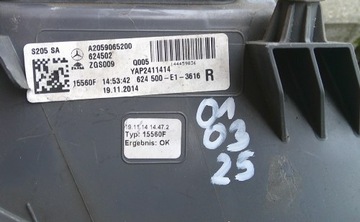 S205 SA
A2059065200
624502
ZGS009
Q005
YAP2411414
15560F 14:53:42 624 500-E1-3616 R
19.11.2014
19.11.14 14.47.2
Typ: 15560F
Ergebnis: OK
01
03
25